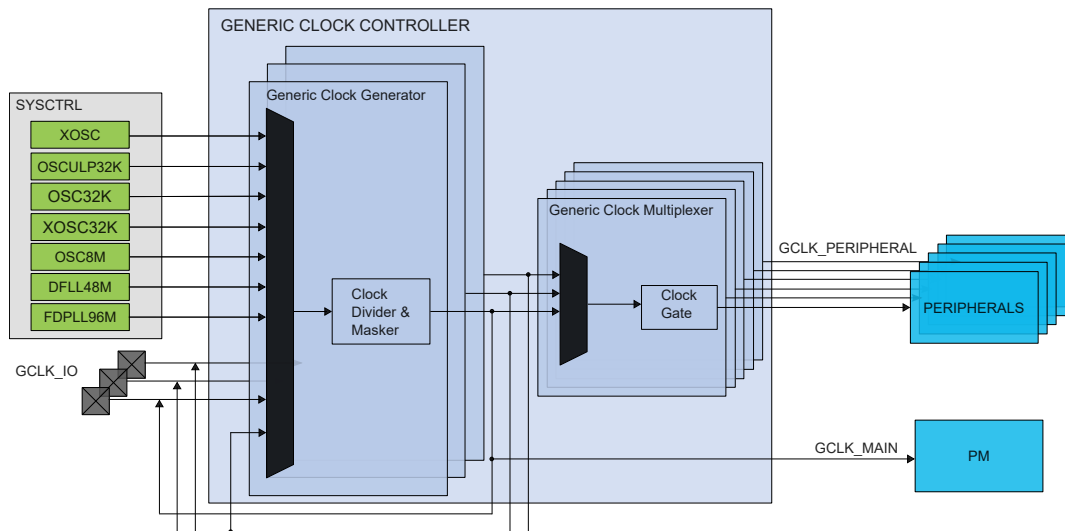 GENERIC CLOCK CONTROLLER
Generic Clock Generator
SYSCTRL
XOSC
OSCULP32K
OSC32K
XOSC32K
OSC8M
DFLL48M
FDPLL96M
GCLK_IO
Clock
Divider &
Masker
Generic Clock Multiplexer
Clock
Gate
GCLK_PERIPHERAL
PERIPHERALS
GCLK_MAIN
PM